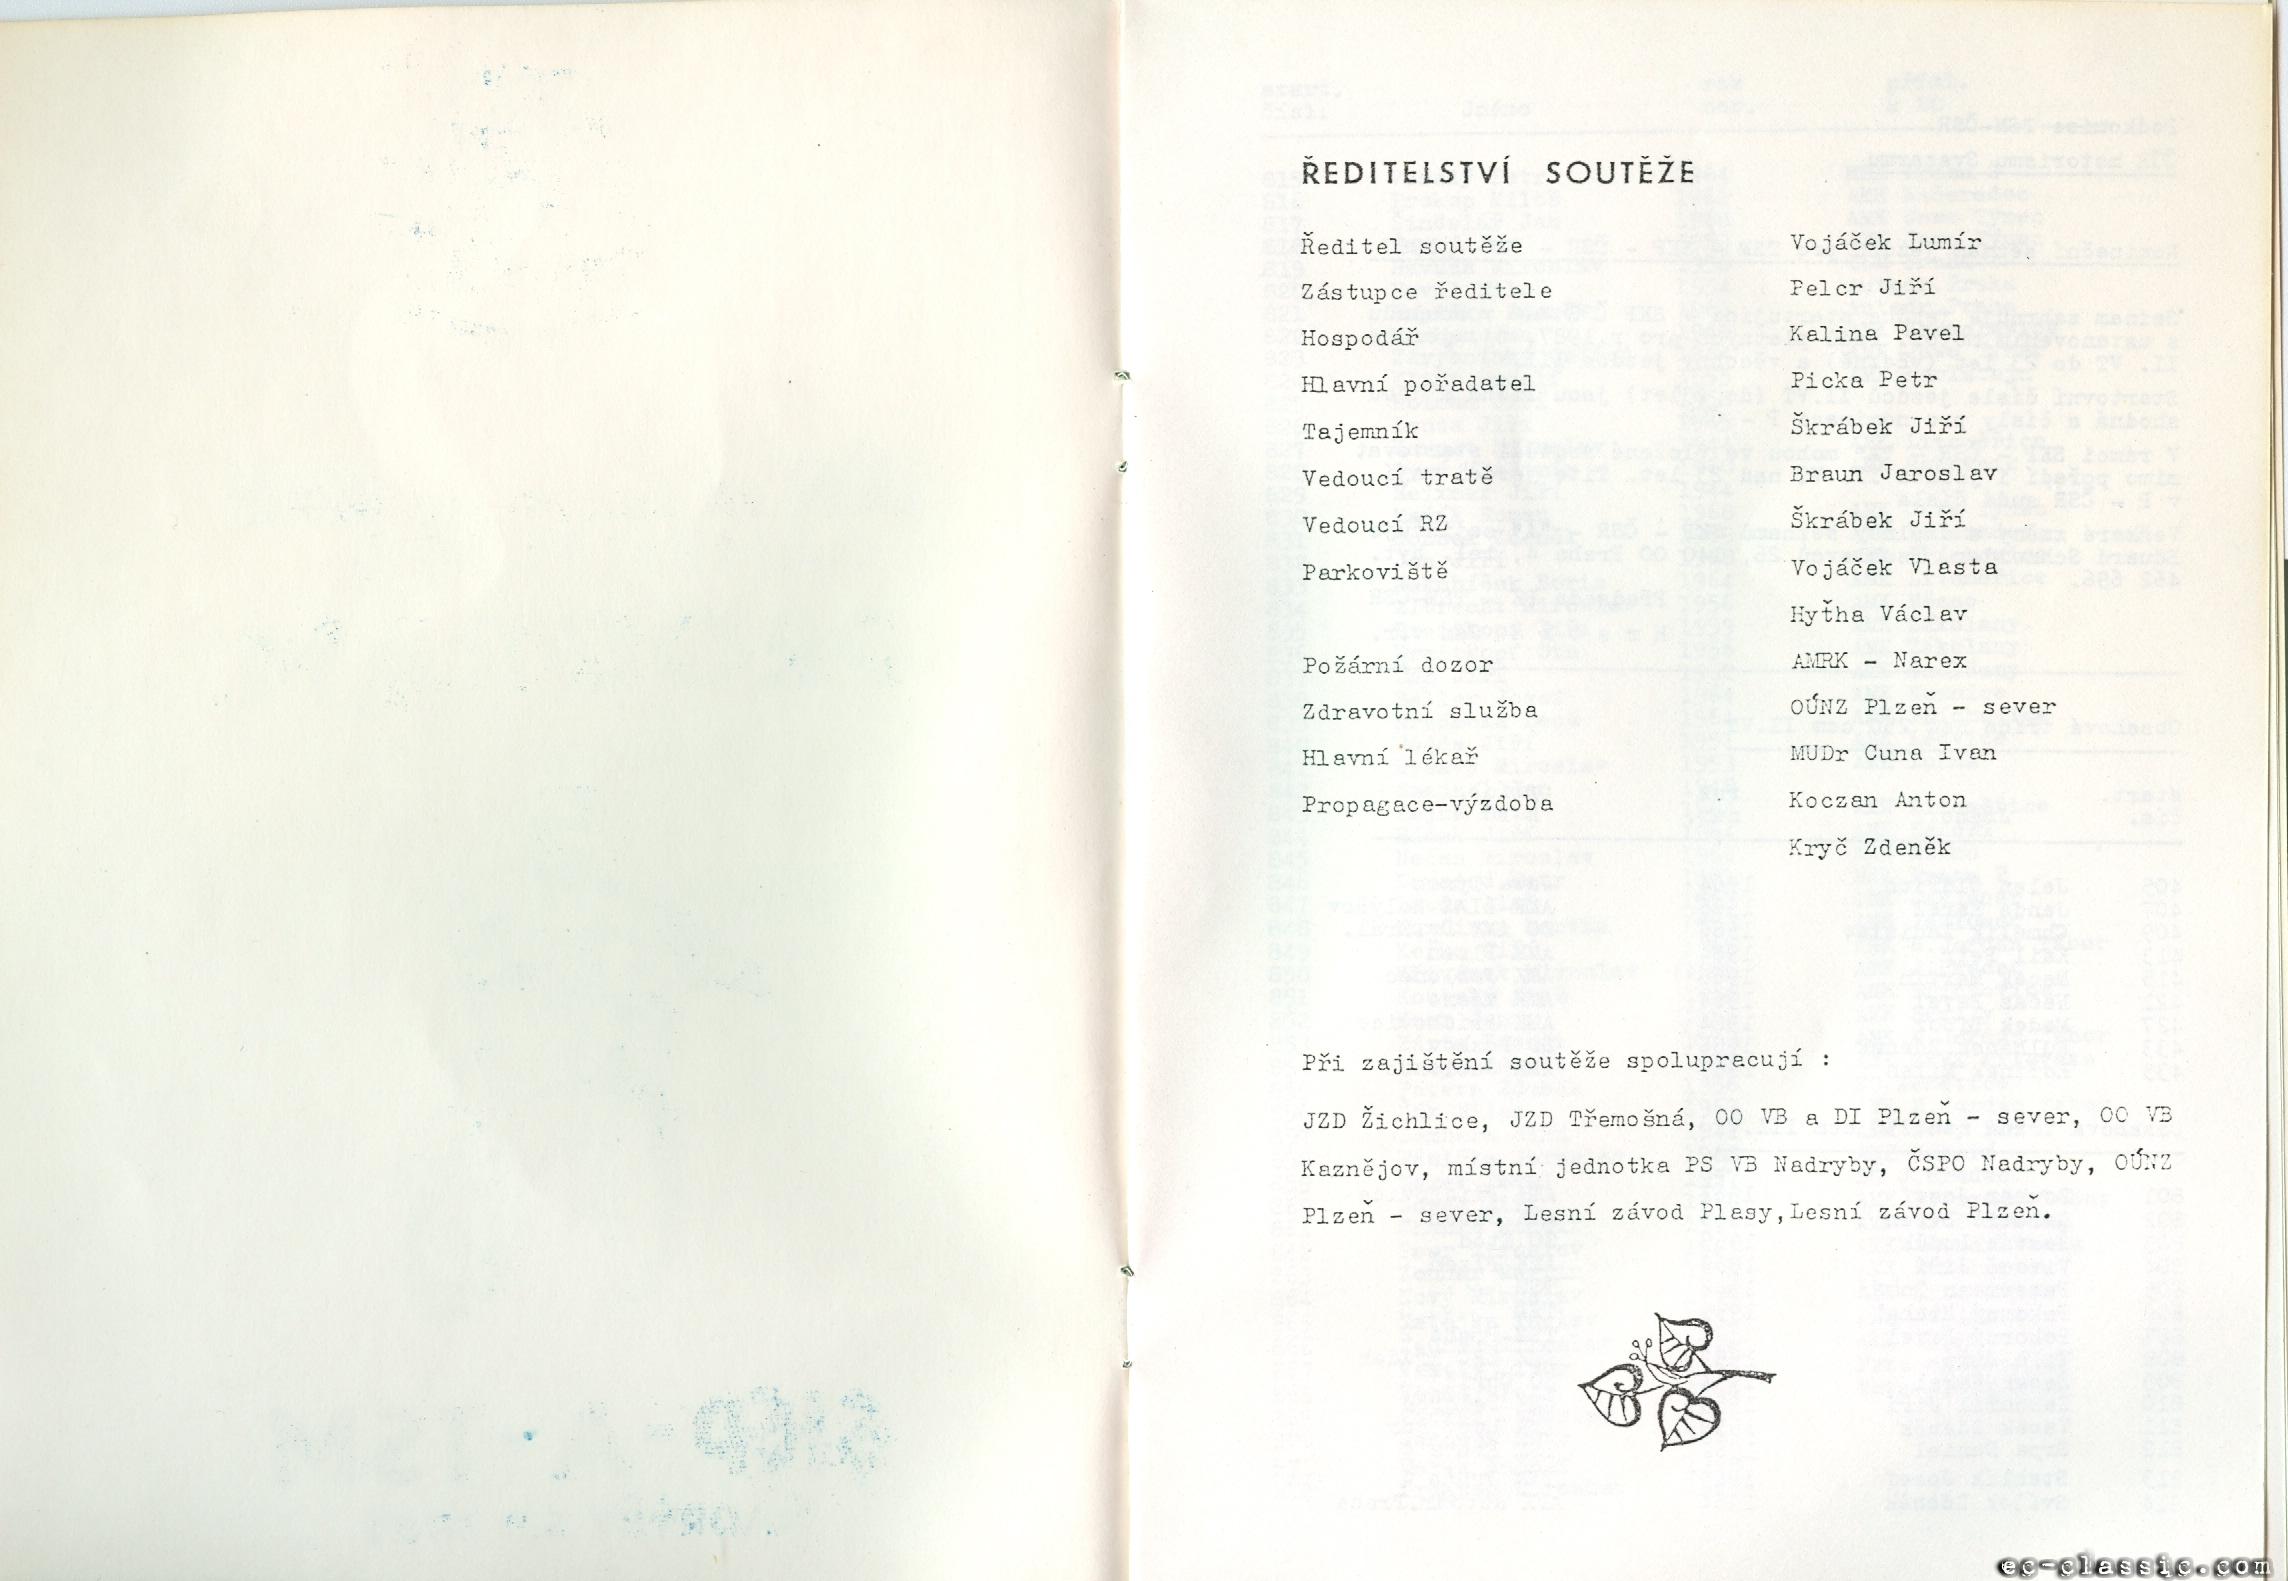 ŘEDITELSTVÍ SOUTĚŽE
Ředitel soutěže Vojáček Lumír
Zástupce ředitele Pelcr Jiří
Hospodář Kalina Pavel
Hlavní pořadatel Picka Petr
Tajemník Škrábek Jiří
Vedoucí tratě Braun Jaroslav
Vedoucí RZ Škrábek Jiří
Parkoviště Vojáček Vlasta
Hyťha Václav
Požární dozor AMRK - Narex
Zdravotní služba OÚNZ Plzeň - sever
Hlavní lékař MUDr Cuna Ivan
Propagace-výzdoba Koczan Anton
Kryč Zdeněk
Při zajištění soutěže spolupracují :
JZD Žichlice, JZD Třemošná, OO VB a DI Plzeň - sever, OO VB
Kaznějov, místní jednotka PS VB Nadryby, ČSPO Nadryby, OÚNZ
Plzeň - sever, Lesní závod Plasy,Lesní závod Plzeň.
ec-classic.com